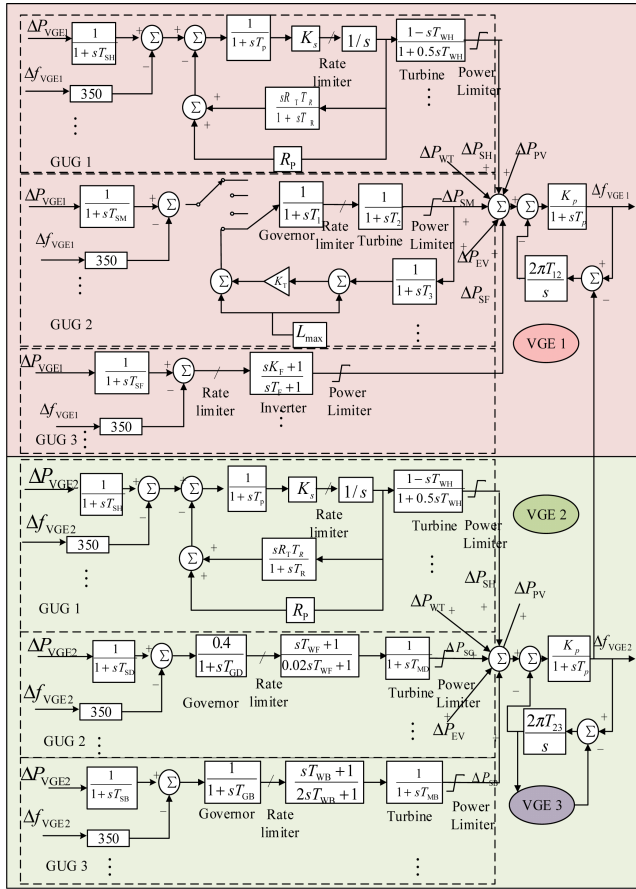 ΔP_VGE1
1
1 + sT_SH
Σ
Σ
1
1 + sT_p
K_s
1/s
1 − sT_WH
1 + 0.5sT_WH
Δf_VGE1
350
Rate
limiter
Turbine
Power
Limiter
Σ
sR_T T_R
1 + sT_R
R_P
GUG 1
ΔP_WT
ΔP_SH
ΔP_PV
ΔP_VGE1
1
1 + sT_SM
Σ
1
1 + sT_1
1
1 + sT_2
ΔP_SM
Σ
Σ
K_p
1 + sT_p
Δf_VGE 1
Governor
Rate
limiter
Turbine
Power
Limiter
Δf_VGE1
350
ΔP_EV
2πT_12
s
Σ
Σ
K_T
Σ
1
1 + sT_3
ΔP_SF
L_max
GUG 2
VGE 1
ΔP_VGE1
1
1 + sT_SF
Σ
sK_F + 1
sT_F + 1
Rate
limiter
Inverter
Power
Limiter
Δf_VGE1
350
GUG 3
ΔP_VGE2
1
1 + sT_SH
Σ
Σ
1
1 + sT_p
K_s
1/s
1 − sT_WH
1 + 0.5sT_WH
VGE 2
Δf_VGE2
350
Rate
limiter
Turbine
Power
Limiter
Σ
sR_T T_R
1 + sT_R
R_P
GUG 1
ΔP_SH
ΔP_WT
ΔP_PV
ΔP_VGE2
1
1 + sT_SD
Σ
0.4
1+sT_GD
sT_WF + 1
0.02sT_WF + 1
1
1 + sT_MD
ΔP_SG
Σ
Σ
K_p
1 + sT_p
Δf_VGE2
Governor
Rate
limiter
Turbine
Power
Limiter
Δf_VGE2
350
ΔP_EV
2πT_23
s
Σ
GUG 2
ΔP_VGE2
1
1 + sT_SB
Σ
1
1 + sT_GB
sT_WB + 1
2sT_WB + 1
1
1 + sT_MB
ΔP_SB
VGE 3
Governor
Rate
limiter
Turbine
Power
Limiter
Δf_VGE2
350
GUG 3